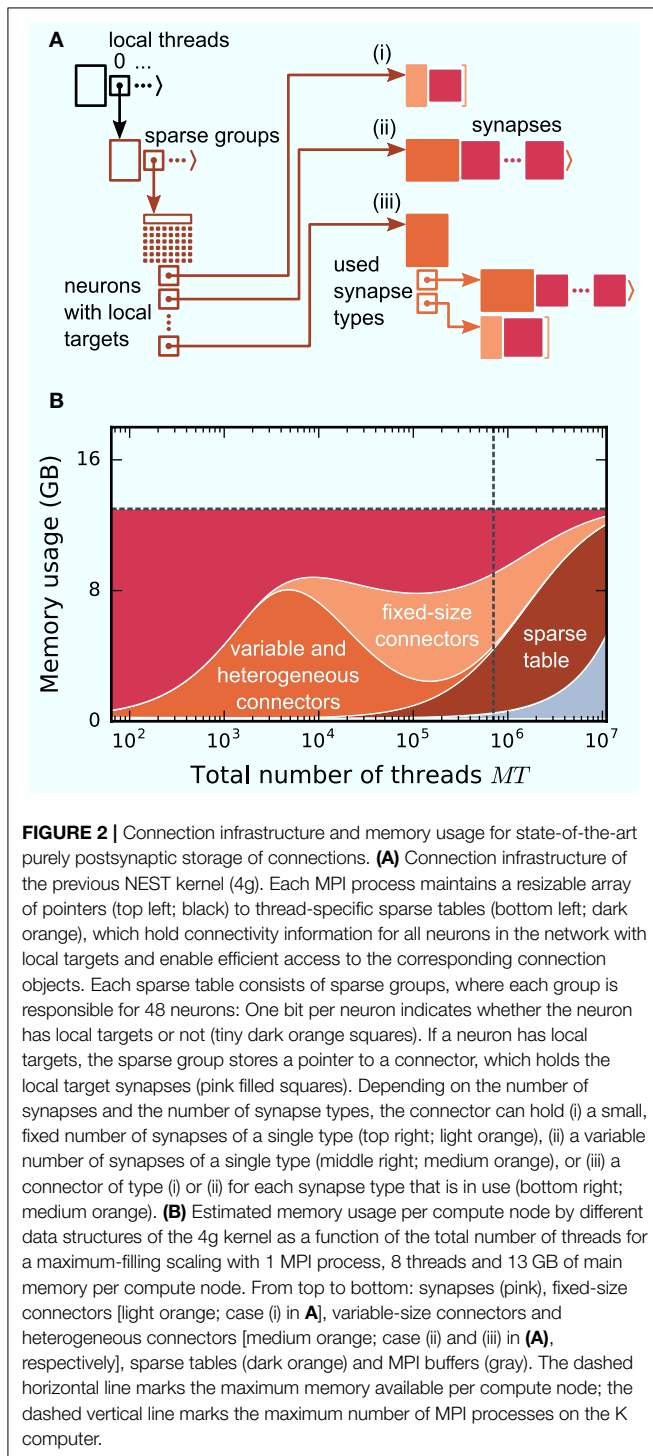 A
local threads
0 ...
sparse groups
neurons
with local
targets
(i)
(ii)
synapses
(iii)
used
synapse
types
B
Memory usage (GB)
16
8
0
variable and
heterogeneous
connectors
fixed-size
connectors
sparse
table
10² 10³ 10⁴ 10⁵ 10⁶ 10⁷
Total number of threads MT
FIGURE 2 | Connection infrastructure and memory usage for state-of-the-art
purely postsynaptic storage of connections. (A) Connection infrastructure of
the previous NEST kernel (4g). Each MPI process maintains a resizable array
of pointers (top left; black) to thread-specific sparse tables (bottom left; dark
orange), which hold connectivity information for all neurons in the network with
local targets and enable efficient access to the corresponding connection
objects. Each sparse table consists of sparse groups, where each group is
responsible for 48 neurons: One bit per neuron indicates whether the neuron
has local targets or not (tiny dark orange squares). If a neuron has local
targets, the sparse group stores a pointer to a connector, which holds the
local target synapses (pink filled squares). Depending on the number of
synapses and the number of synapse types, the connector can hold (i) a small,
fixed number of synapses of a single type (top right; light orange), (ii) a variable
number of synapses of a single type (middle right; medium orange), or (iii) a
connector of type (i) or (ii) for each synapse type that is in use (bottom right;
medium orange). (B) Estimated memory usage per compute node by different
data structures of the 4g kernel as a function of the total number of threads for
a maximum-filling scaling with 1 MPI process, 8 threads and 13 GB of main
memory per compute node. From top to bottom: synapses (pink), fixed-size
connectors [light orange; case (i) in A], variable-size connectors and
heterogeneous connectors [medium orange; case (ii) and (iii) in (A),
respectively], sparse tables (dark orange) and MPI buffers (gray). The dashed
horizontal line marks the maximum memory available per compute node; the
dashed vertical line marks the maximum number of MPI processes on the K
computer.